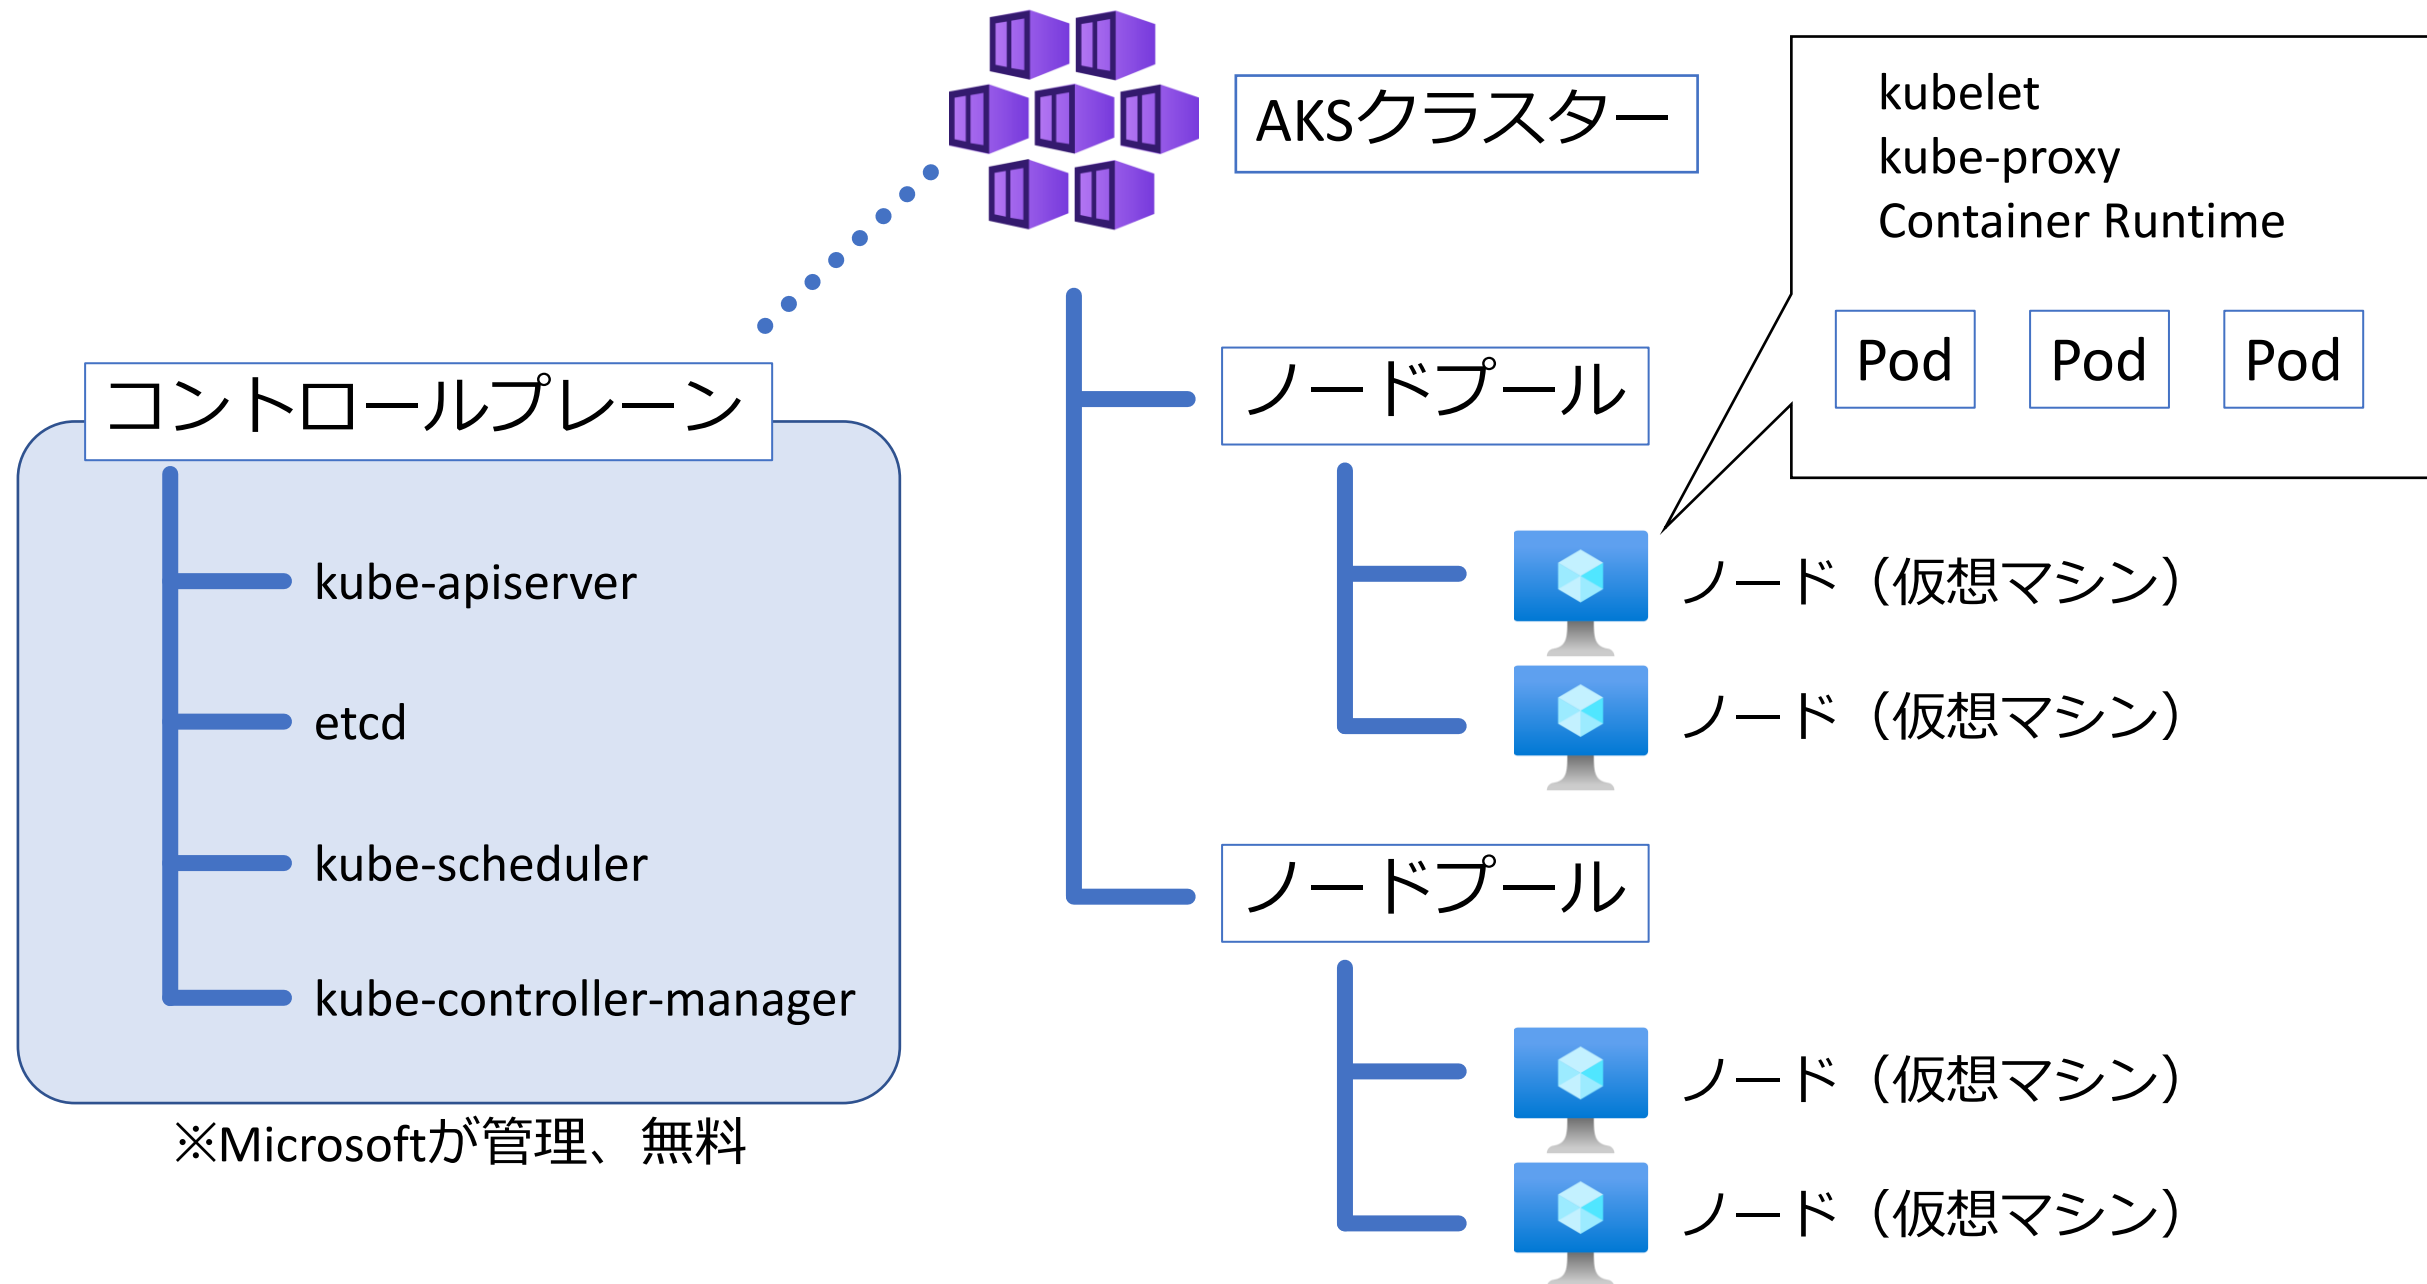 AKSクラスター
コントロールプレーン
kube-apiserver
etcd
kube-scheduler
kube-controller-manager
※Microsoftが管理、無料
ノードプール
ノード（仮想マシン）
ノード（仮想マシン）
ノードプール
ノード（仮想マシン）
ノード（仮想マシン）
kubelet
kube-proxy
Container Runtime
Pod
Pod
Pod